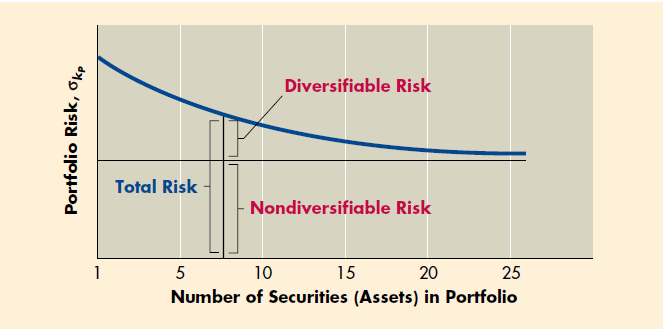 Portfolio Risk, σkP
Diversifiable Risk
Total Risk
Nondiversifiable Risk
1 5 10 15 20 25
Number of Securities (Assets) in Portfolio